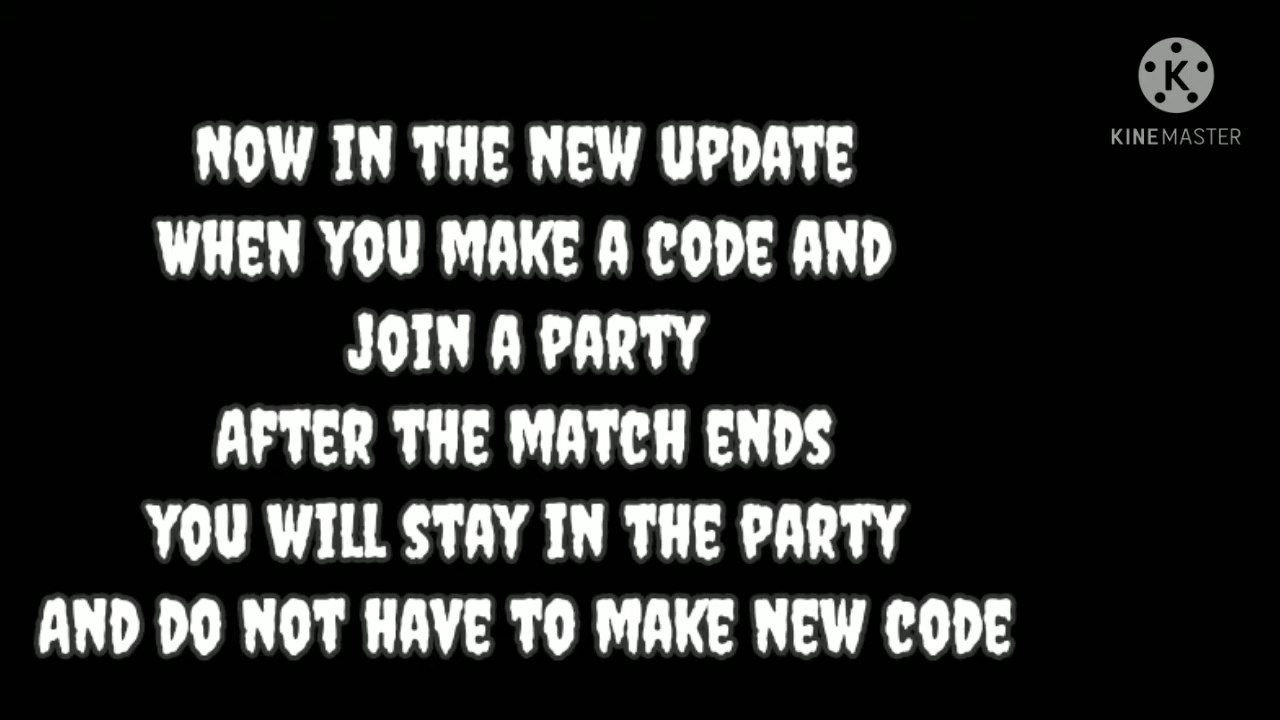 K
KINEMASTER
NOW IN THE NEW UPDATE
WHEN YOU MAKE A CODE AND
JOIN A PARTY
AFTER THE MATCH ENDS
YOU WILL STAY IN THE PARTY
AND DO NOT HAVE TO MAKE NEW CODE